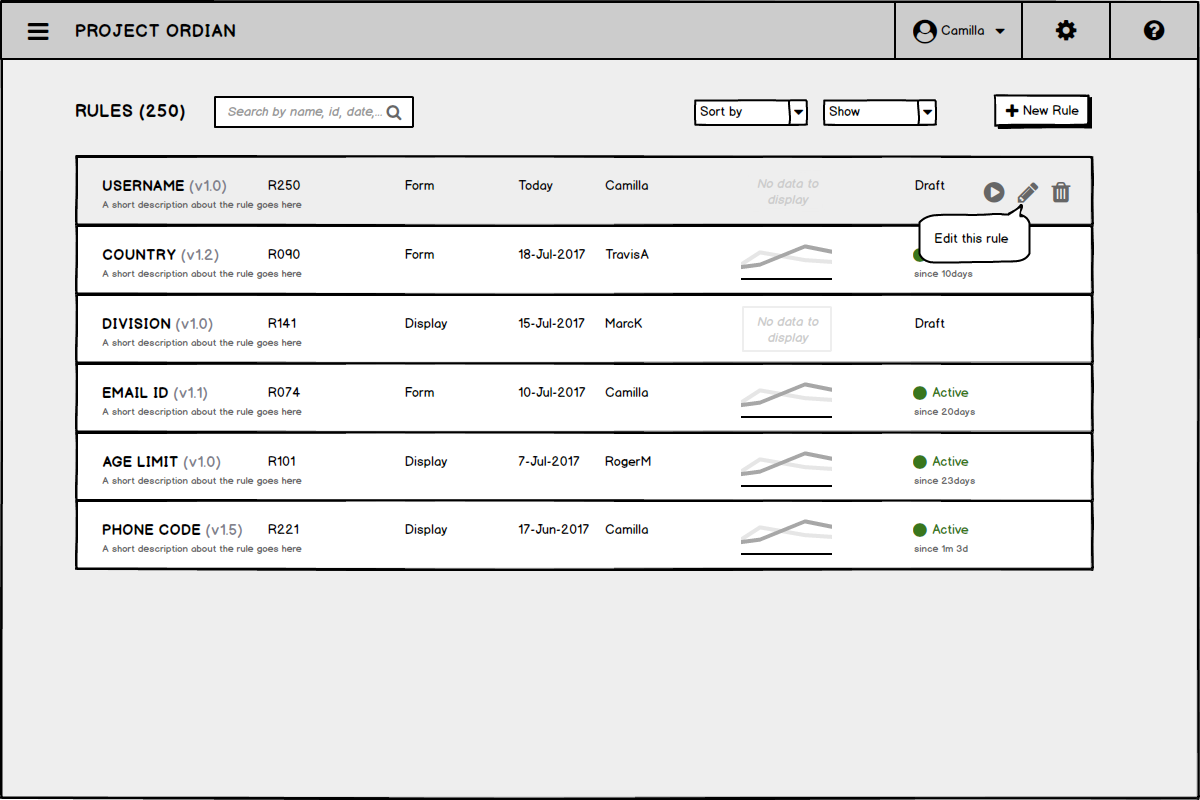 PROJECT ORDIAN
Camilla
RULES (250)
Search by name, id, date,...
Sort by
Show
New Rule
USERNAME (v1.0) R250 Form Today Camilla No data to display Draft
A short description about the rule goes here
Edit this rule
COUNTRY (v1.2) R090 Form 18-Jul-2017 TravisA
A short description about the rule goes here
since 10days
DIVISION (v1.0) R141 Display 15-Jul-2017 MarcK No data to display Draft
A short description about the rule goes here
EMAIL ID (v1.1) R074 Form 10-Jul-2017 Camilla Active
A short description about the rule goes here
since 20days
AGE LIMIT (v1.0) R101 Display 7-Jul-2017 RogerM Active
A short description about the rule goes here
since 23days
PHONE CODE (v1.5) R221 Display 17-Jun-2017 Camilla Active
A short description about the rule goes here
since 1m 3d